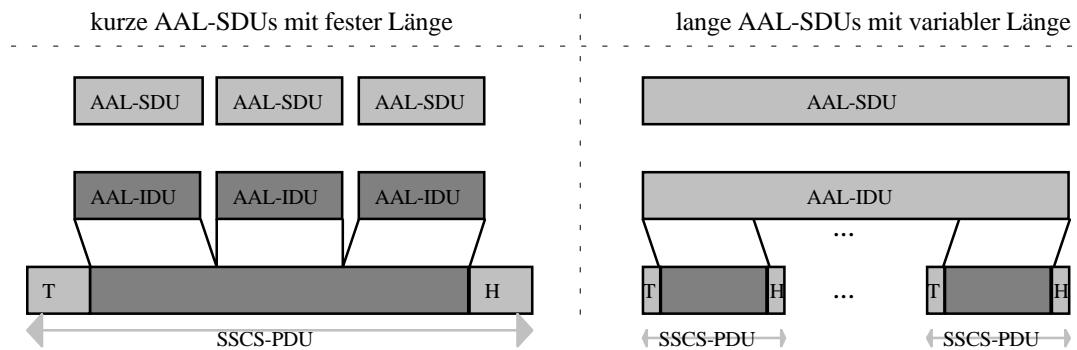 kurze AAL-SDUs mit fester Länge
lange AAL-SDUs mit variabler Länge
AAL-SDU AAL-SDU AAL-SDU
AAL-SDU
AAL-IDU AAL-IDU AAL-IDU
AAL-IDU
...
T H
T H ... T H
SSCS-PDU
SSCS-PDU SSCS-PDU